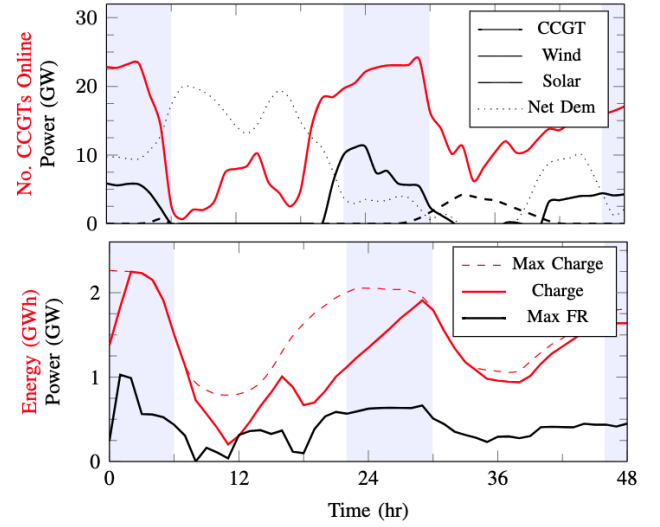 30
20
10
0
No. CCGTs Online
Power (GW)
CCGT
Wind
Solar
Net Dem
2
1
0
Energy (GWh)
Power (GW)
Max Charge
Charge
Max FR
0 12 24 36 48
Time (hr)